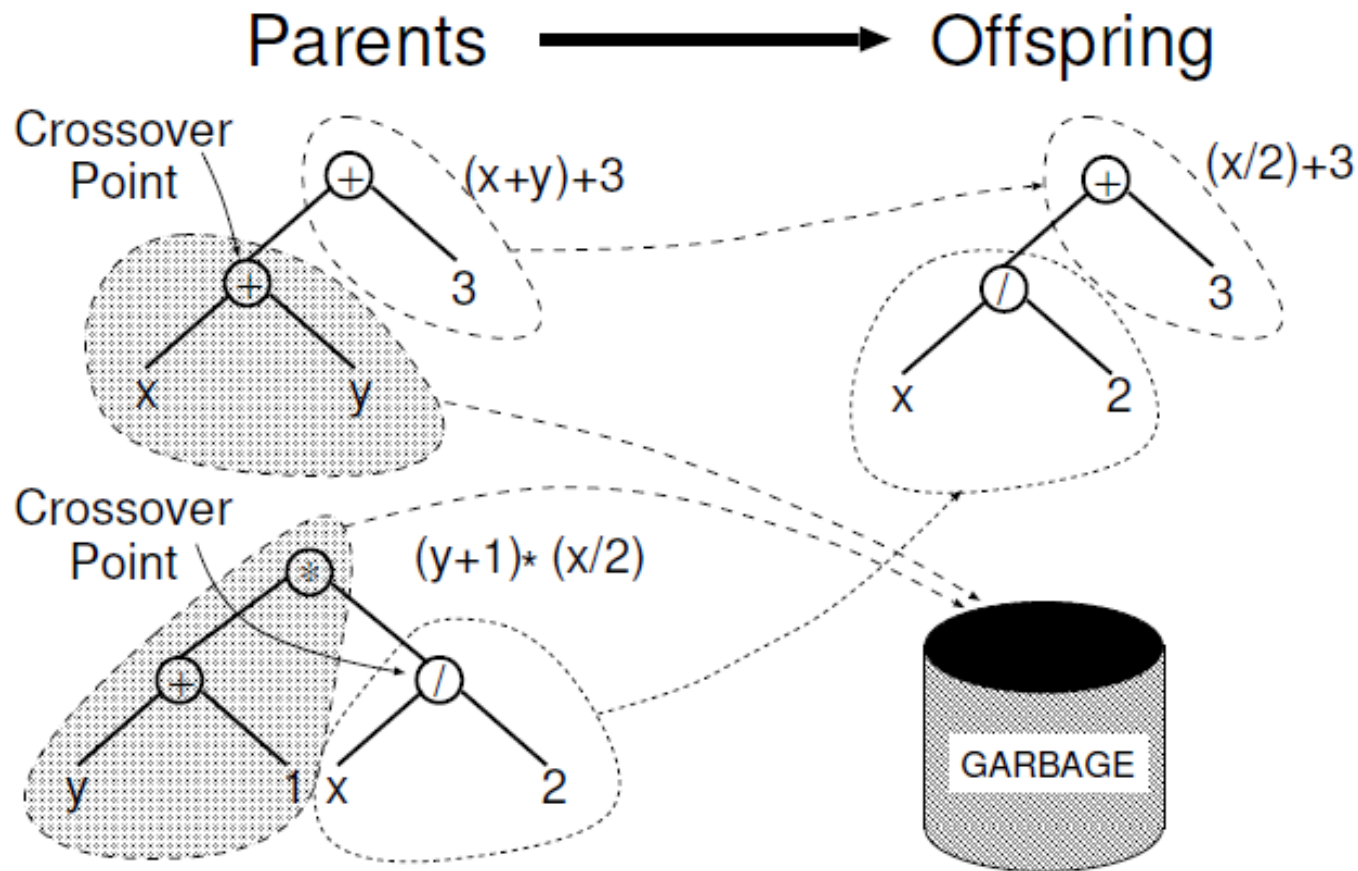 Parents
Offspring
Crossover
Point
+
(x+y)+3
+
3
x
y
+
(x/2)+3
/
3
x
2
Crossover
Point
*
(y+1)* (x/2)
+
/
y
1
x
2
GARBAGE